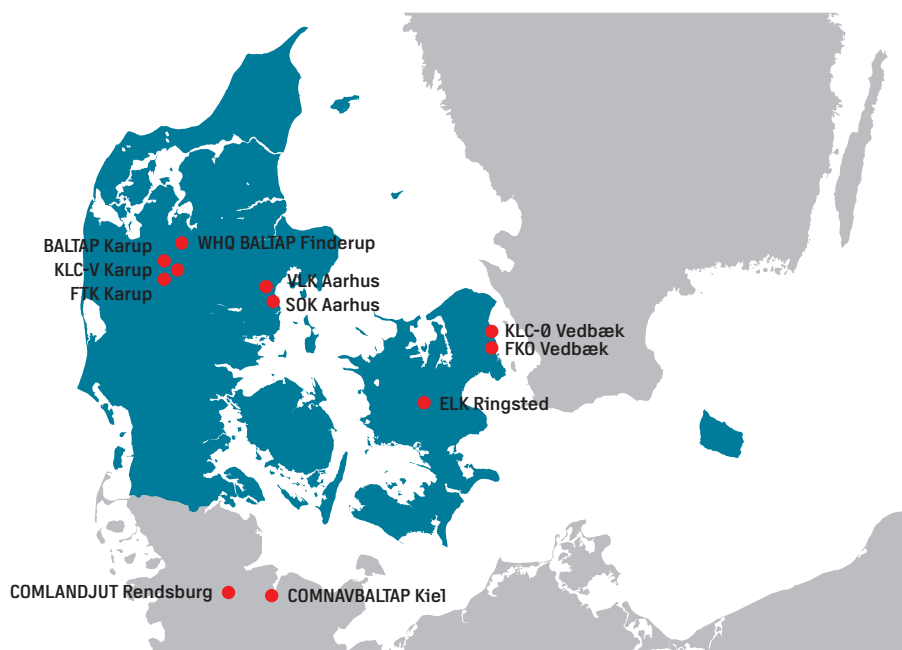 BALTAP Karup
WHQ BALTAP Finderup
KLC-V Karup
FTK Karup
VLK Aarhus
SOK Aarhus
KLC-Ø Vedbæk
FKO Vedbæk
ELK Ringsted
COMLANDJUT Rendsburg
COMNAVBALTAP Kiel